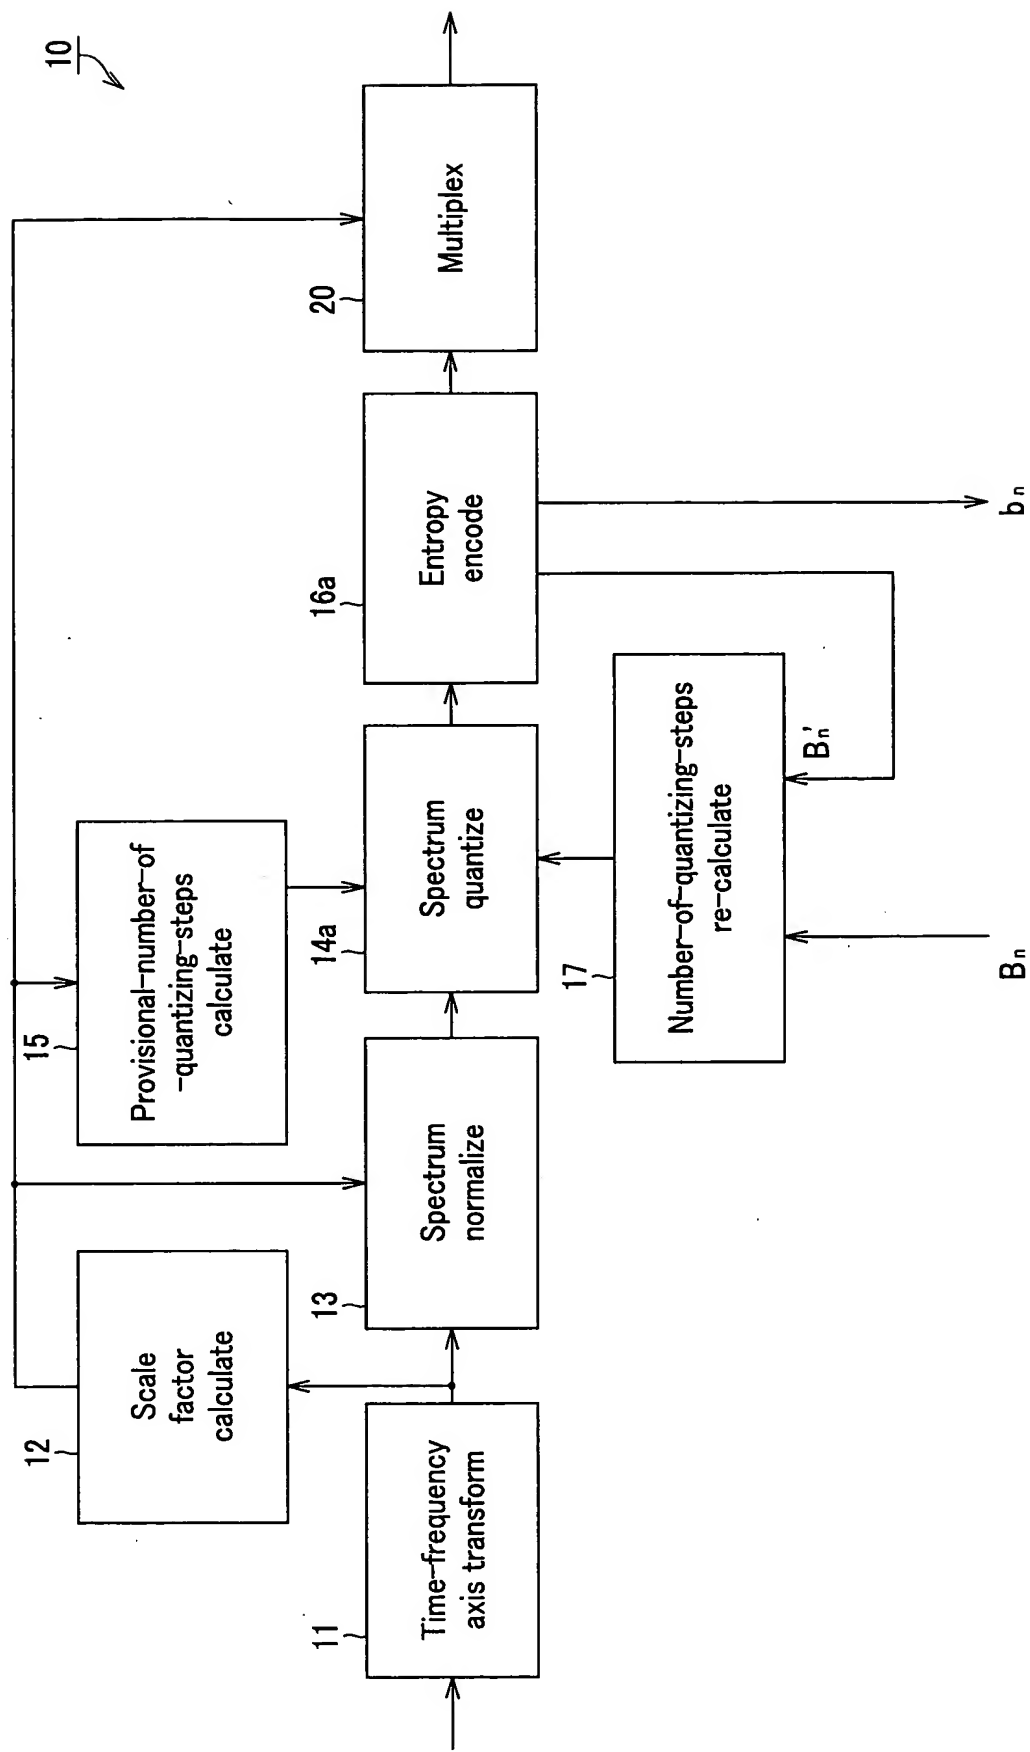 10
12
Scale
factor
calculate
15
Provisional-number-of
-quantizing-steps
calculate
11
Time-frequency
axis transform
13
Spectrum
normalize
14a
Spectrum
quantize
16a
Entropy
encode
20
Multiplex
17
Number-of-quantizing-steps
re-calculate
Bn'
Bn
bn